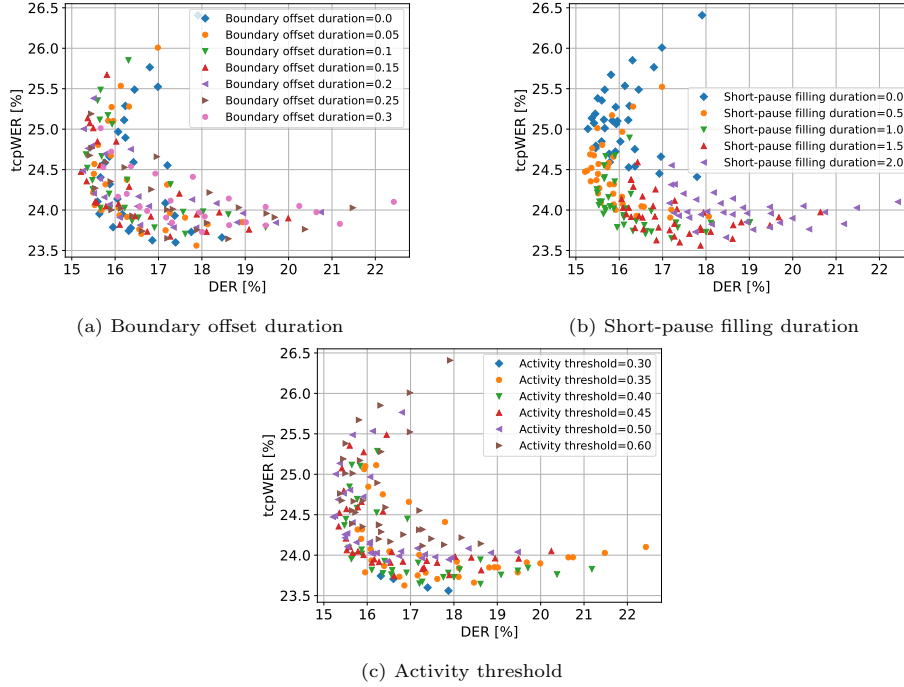 26.5
26.0
25.5
25.0
24.5
24.0
23.5
tcpWER [%]
15 16 17 18 19 20 21 22
DER [%]
Boundary offset duration=0.0
Boundary offset duration=0.05
Boundary offset duration=0.1
Boundary offset duration=0.15
Boundary offset duration=0.2
Boundary offset duration=0.25
Boundary offset duration=0.3
(a) Boundary offset duration
26.5
26.0
25.5
25.0
24.5
24.0
23.5
tcpWER [%]
15 16 17 18 19 20 21 22
DER [%]
Short-pause filling duration=0.0
Short-pause filling duration=0.5
Short-pause filling duration=1.0
Short-pause filling duration=1.5
Short-pause filling duration=2.0
(b) Short-pause filling duration
26.5
26.0
25.5
25.0
24.5
24.0
23.5
tcpWER [%]
15 16 17 18 19 20 21 22
DER [%]
Activity threshold=0.30
Activity threshold=0.35
Activity threshold=0.40
Activity threshold=0.45
Activity threshold=0.50
Activity threshold=0.60
(c) Activity threshold